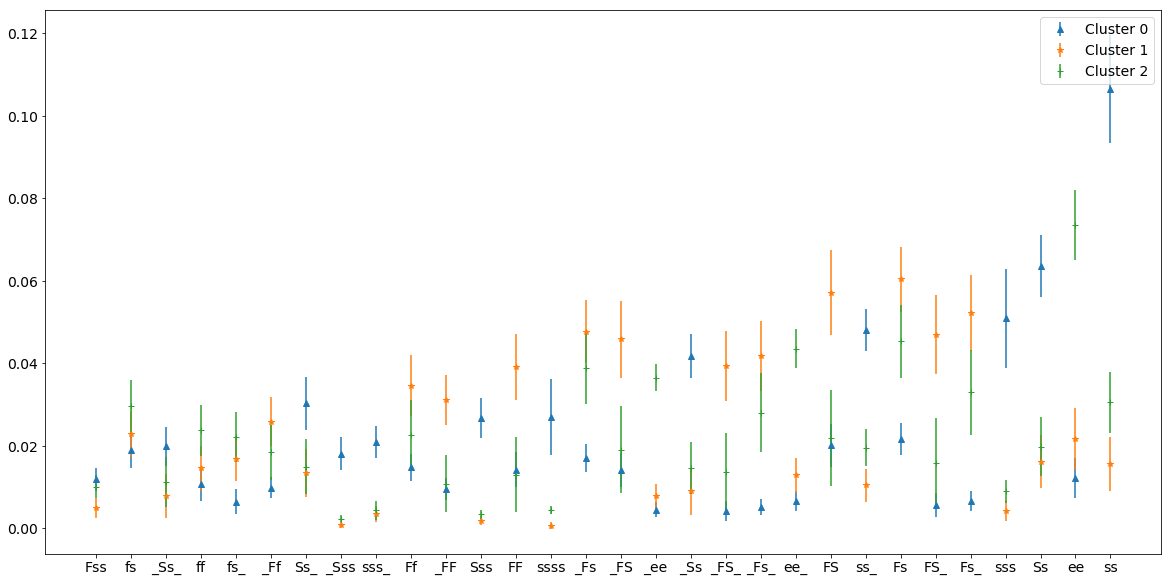 0.12
0.10
0.08
0.06
0.04
0.02
0.00
Cluster 0
Cluster 1
Cluster 2
Fss fs _Ss_ ff fs_ _Ff Ss_ _Sss sss_ Ff _FF Sss FF ssss _Fs _FS _ee _Ss _FS_ _Fs_ ee_ FS ss_ Fs FS_ Fs_ sss Ss ee ss